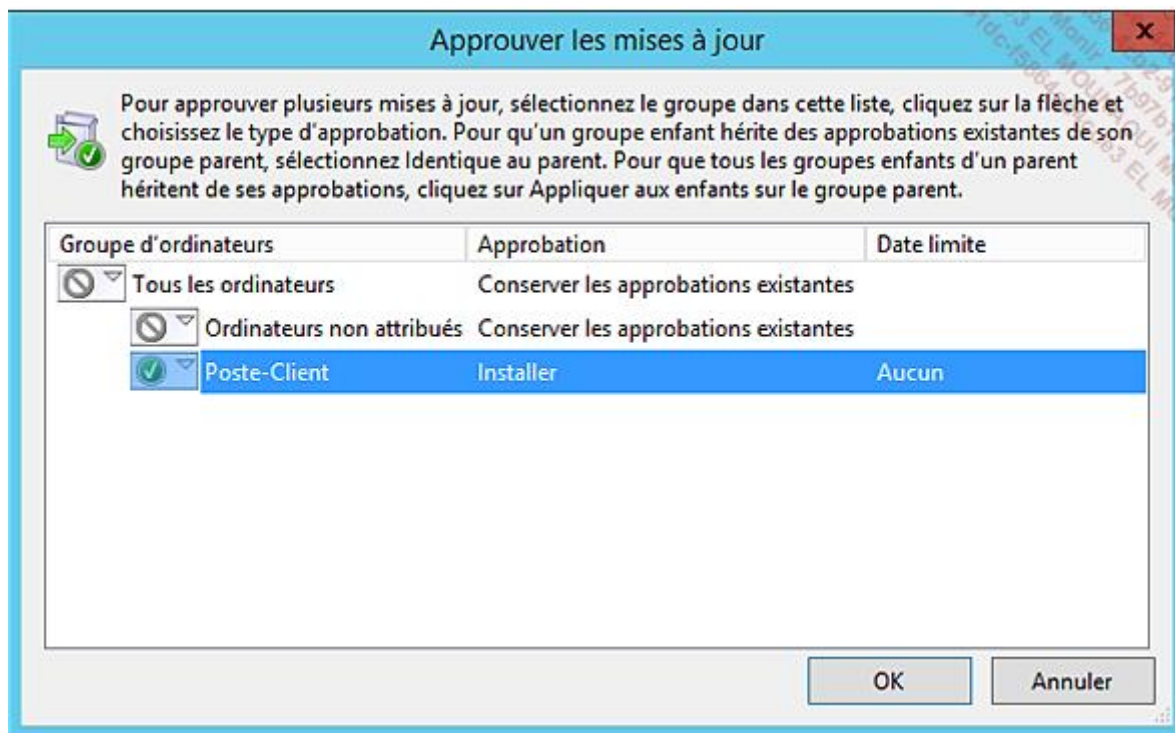 Approuver les mises à jour
x
Pour approuver plusieurs mises à jour, sélectionnez le groupe dans cette liste, cliquez sur la flèche et
choisissez le type d'approbation. Pour qu'un groupe enfant hérite des approbations existantes de son
groupe parent, sélectionnez Identique au parent. Pour que tous les groupes enfants d'un parent
héritent de ses approbations, cliquez sur Appliquer aux enfants sur le groupe parent.
Groupe d'ordinateurs Approbation Date limite
Tous les ordinateurs Conserver les approbations existantes
Ordinateurs non attribués Conserver les approbations existantes
Poste-Client Installer Aucun
OK Annuler